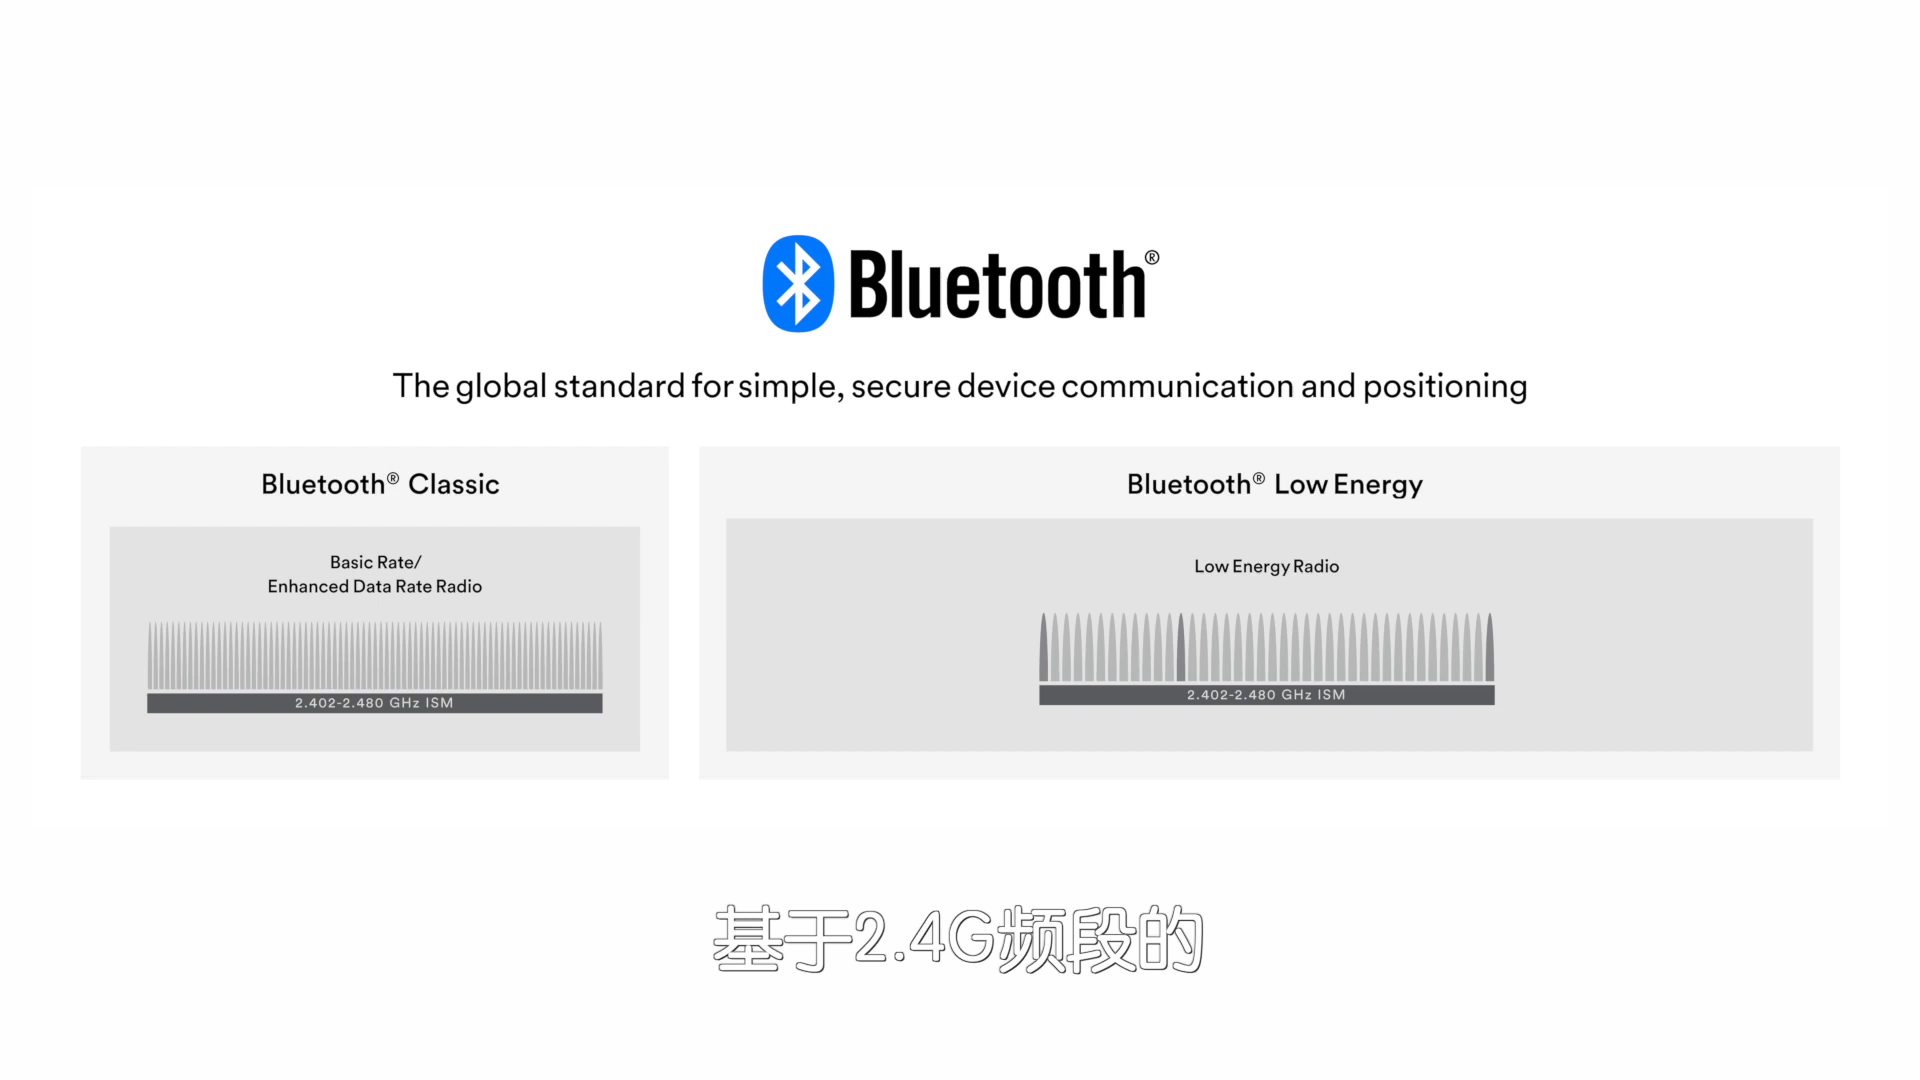 Bluetooth®
The global standard for simple, secure device communication and positioning
Bluetooth® Classic
Basic Rate/
Enhanced Data Rate Radio
2.402-2.480 GHz ISM
Bluetooth® Low Energy
Low Energy Radio
2.402-2.480 GHz ISM
基于2.4G频段的